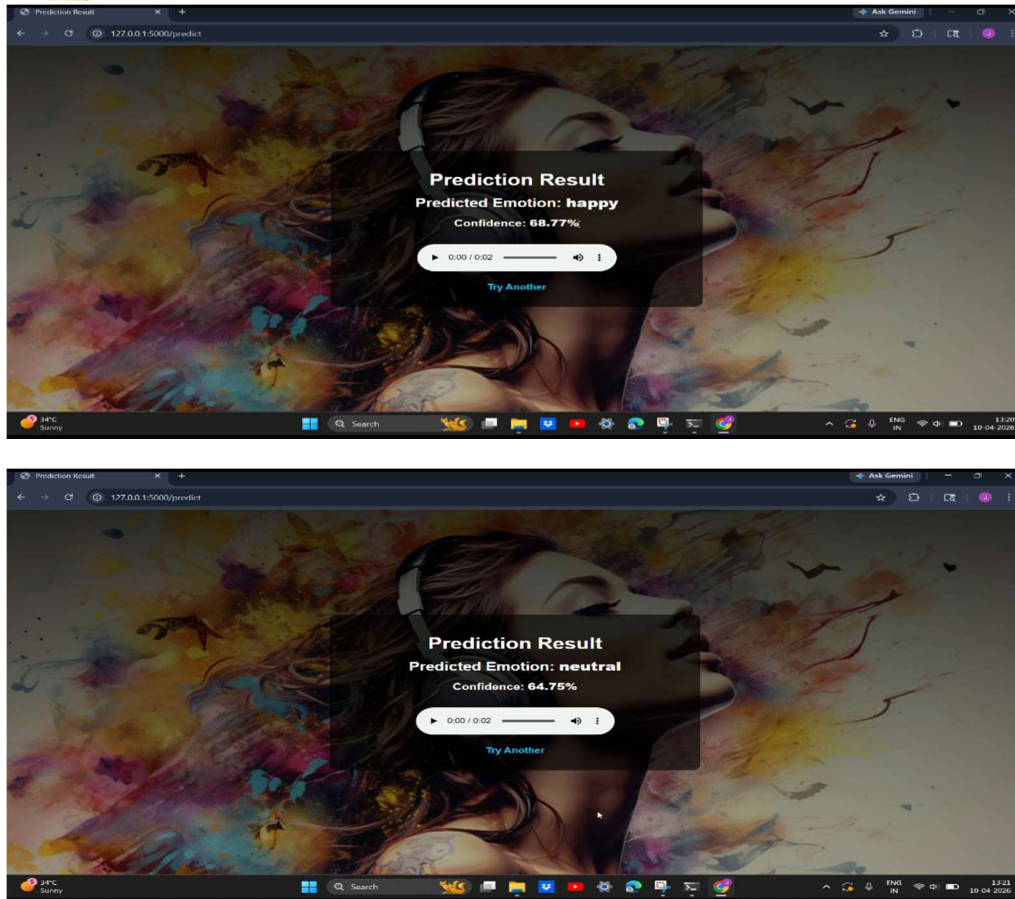 Prediction Result
Ask Gemini
127.0.0.1:5000/predict
Prediction Result
Predicted Emotion: happy
Confidence: 68.77%
0:00 / 0:02
Try Another
5
34°C
Sunny
Search
ENG
IN
13:20
10-04-2026
Prediction Result
Ask Gemini
127.0.0.1:5000/predict
Prediction Result
Predicted Emotion: neutral
Confidence: 64.75%
0:00 / 0:02
Try Another
5
34°C
Sunny
Search
ENG
IN
13:21
10-04-2026